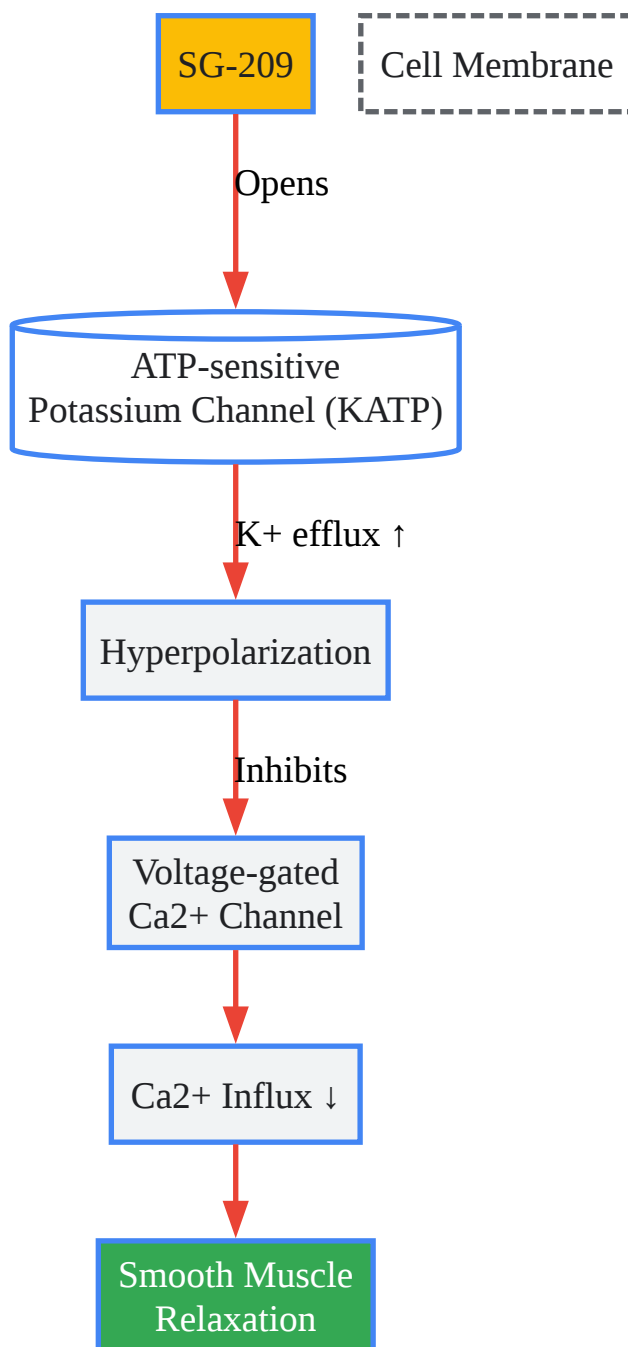 SG-209
Cell Membrane
Opens
ATP-sensitive
Potassium Channel (KATP)
K+ efflux ↑
Hyperpolarization
Inhibits
Voltage-gated
Ca2+ Channel
Ca2+ Influx ↓
Smooth Muscle
Relaxation